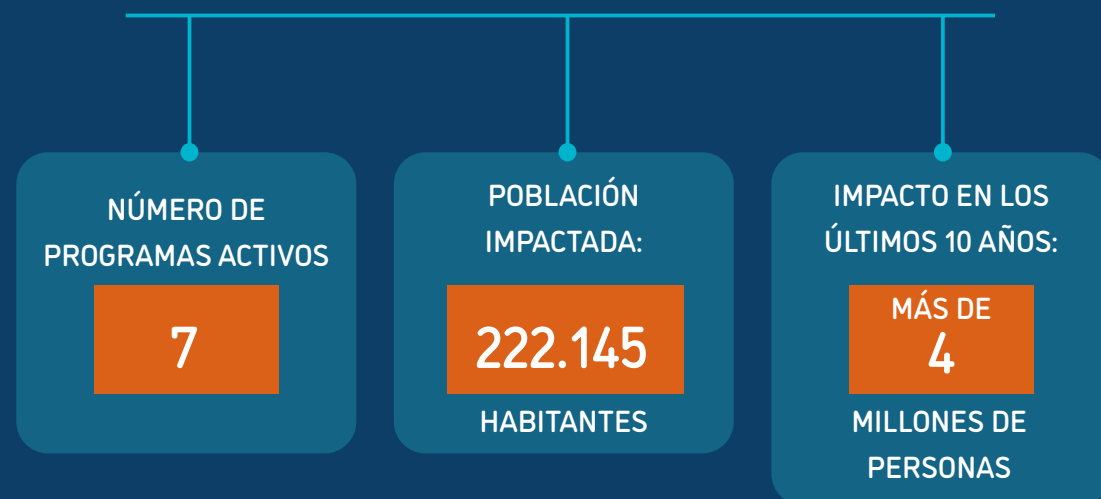 NÚMERO DE
PROGRAMAS ACTIVOS
7
POBLACIÓN
IMPACTADA:
222.145
HABITANTES
IMPACTO EN LOS
ÚLTIMOS 10 AÑOS:
MÁS DE
4
MILLONES DE
PERSONAS